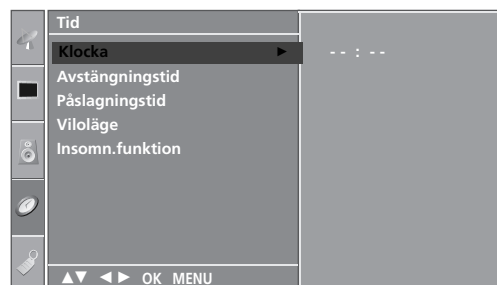 Tid
Klocka ► - - : - -
Avstängningstid
Påslagningstid
Viloläge
Insomn.funktion
▲▼ ◄► OK MENU